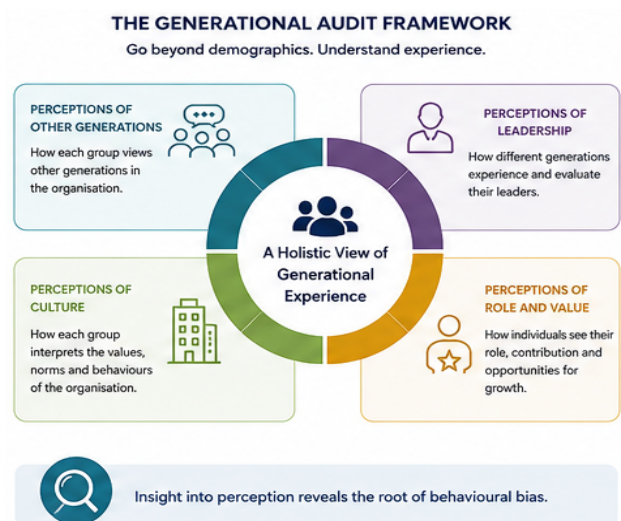 THE GENERATIONAL AUDIT FRAMEWORK
Go beyond demographics. Understand experience.
PERCEPTIONS OF
OTHER GENERATIONS
How each group views
other generations in
the organisation.
PERCEPTIONS OF
LEADERSHIP
How different generations
experience and evaluate
their leaders.
A Holistic View of
Generational
Experience
PERCEPTIONS OF
CULTURE
How each group
interprets the values,
norms and behaviours
of the organisation.
PERCEPTIONS OF
ROLE AND VALUE
How individuals see their
role, contribution and
opportunities for
growth.
Insight into perception reveals the root of behavioural bias.